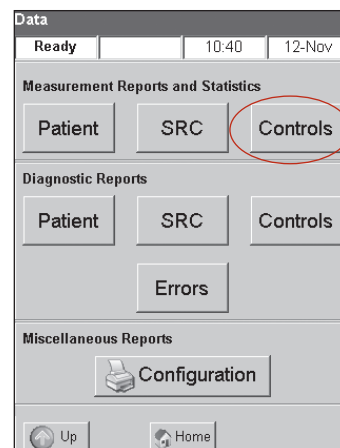 Data
Ready 10:40 12-Nov
Measurement Reports and Statistics
Patient SRC Controls
Diagnostic Reports
Patient SRC Controls
Errors
Miscellaneous Reports
Configuration
Up Home